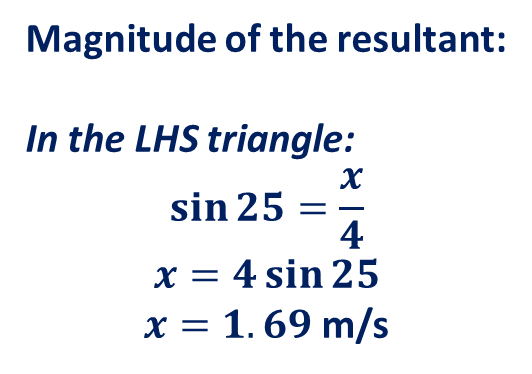 Magnitude of the resultant:
In the LHS triangle:
sin 25 = x/4
x = 4 sin 25
x = 1.69 m/s